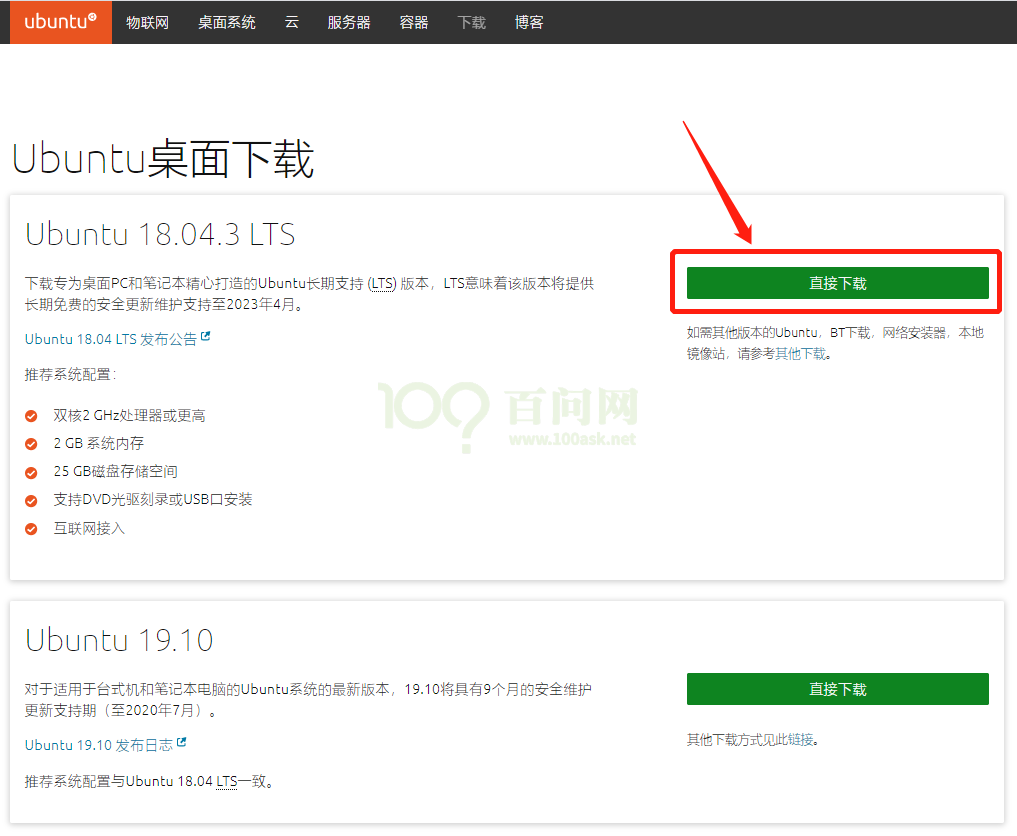 ubuntu® 物联网 桌面系统 云 服务器 容器 下载 博客
Ubuntu桌面下载
Ubuntu 18.04.3 LTS
下载专为桌面PC和笔记本精心打造的Ubuntu长期支持 (LTS) 版本，LTS意味着该版本将提供
长期免费的安全更新维护支持至2023年4月。
Ubuntu 18.04 LTS 发布公告
推荐系统配置：
双核2 GHz处理器或更高
2 GB 系统内存
25 GB磁盘存储空间
支持DVD光驱刻录或USB口安装
互联网接入
直接下载
如需其他版本的Ubuntu，BT下载，网络安装器，本地
镜像站，请参考其他下载。
100? 百问网
www.100ask.net
Ubuntu 19.10
对于适用于台式机和笔记本电脑的Ubuntu系统的最新版本，19.10将具有9个月的安全维护
更新支持期（至2020年7月）。
Ubuntu 19.10 发布日志
推荐系统配置与Ubuntu 18.04 LTS一致。
直接下载
其他下载方式见此链接。